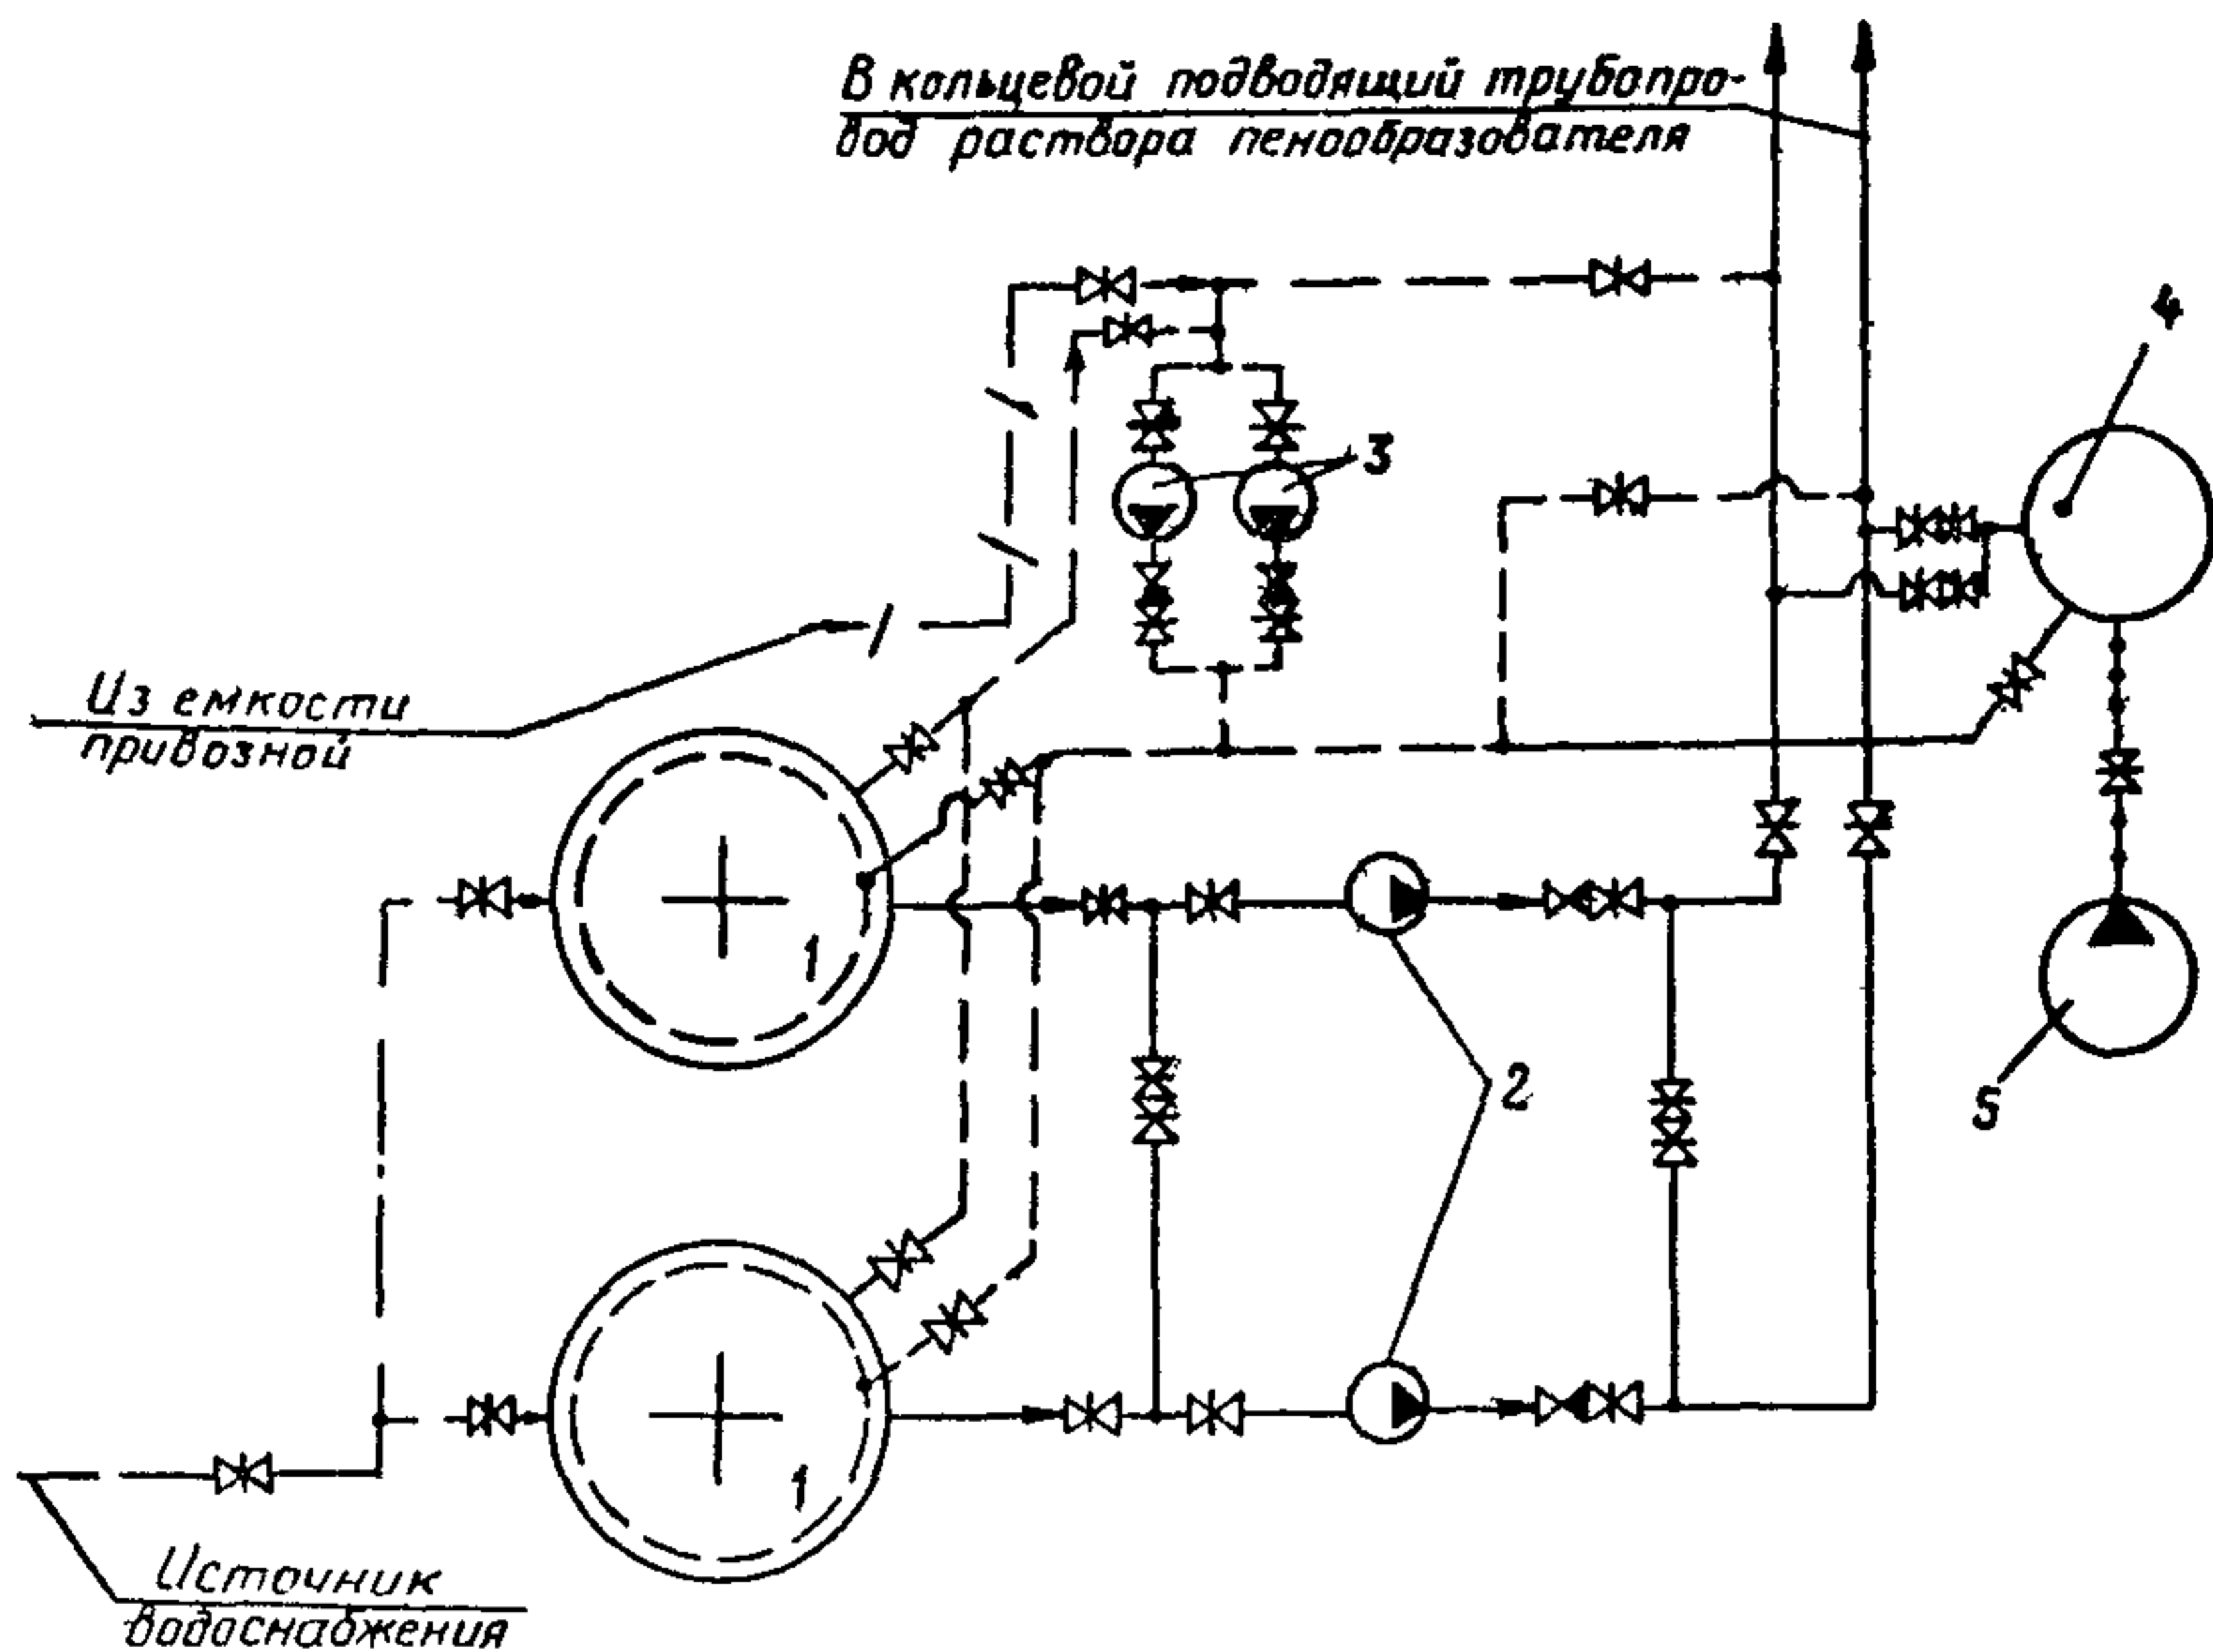 В кольцевой подводящий трубопро-
вод раствора пенообразователя
4
3
Из емкости
привозной
1
2
5
1
Источник
водоснабжения